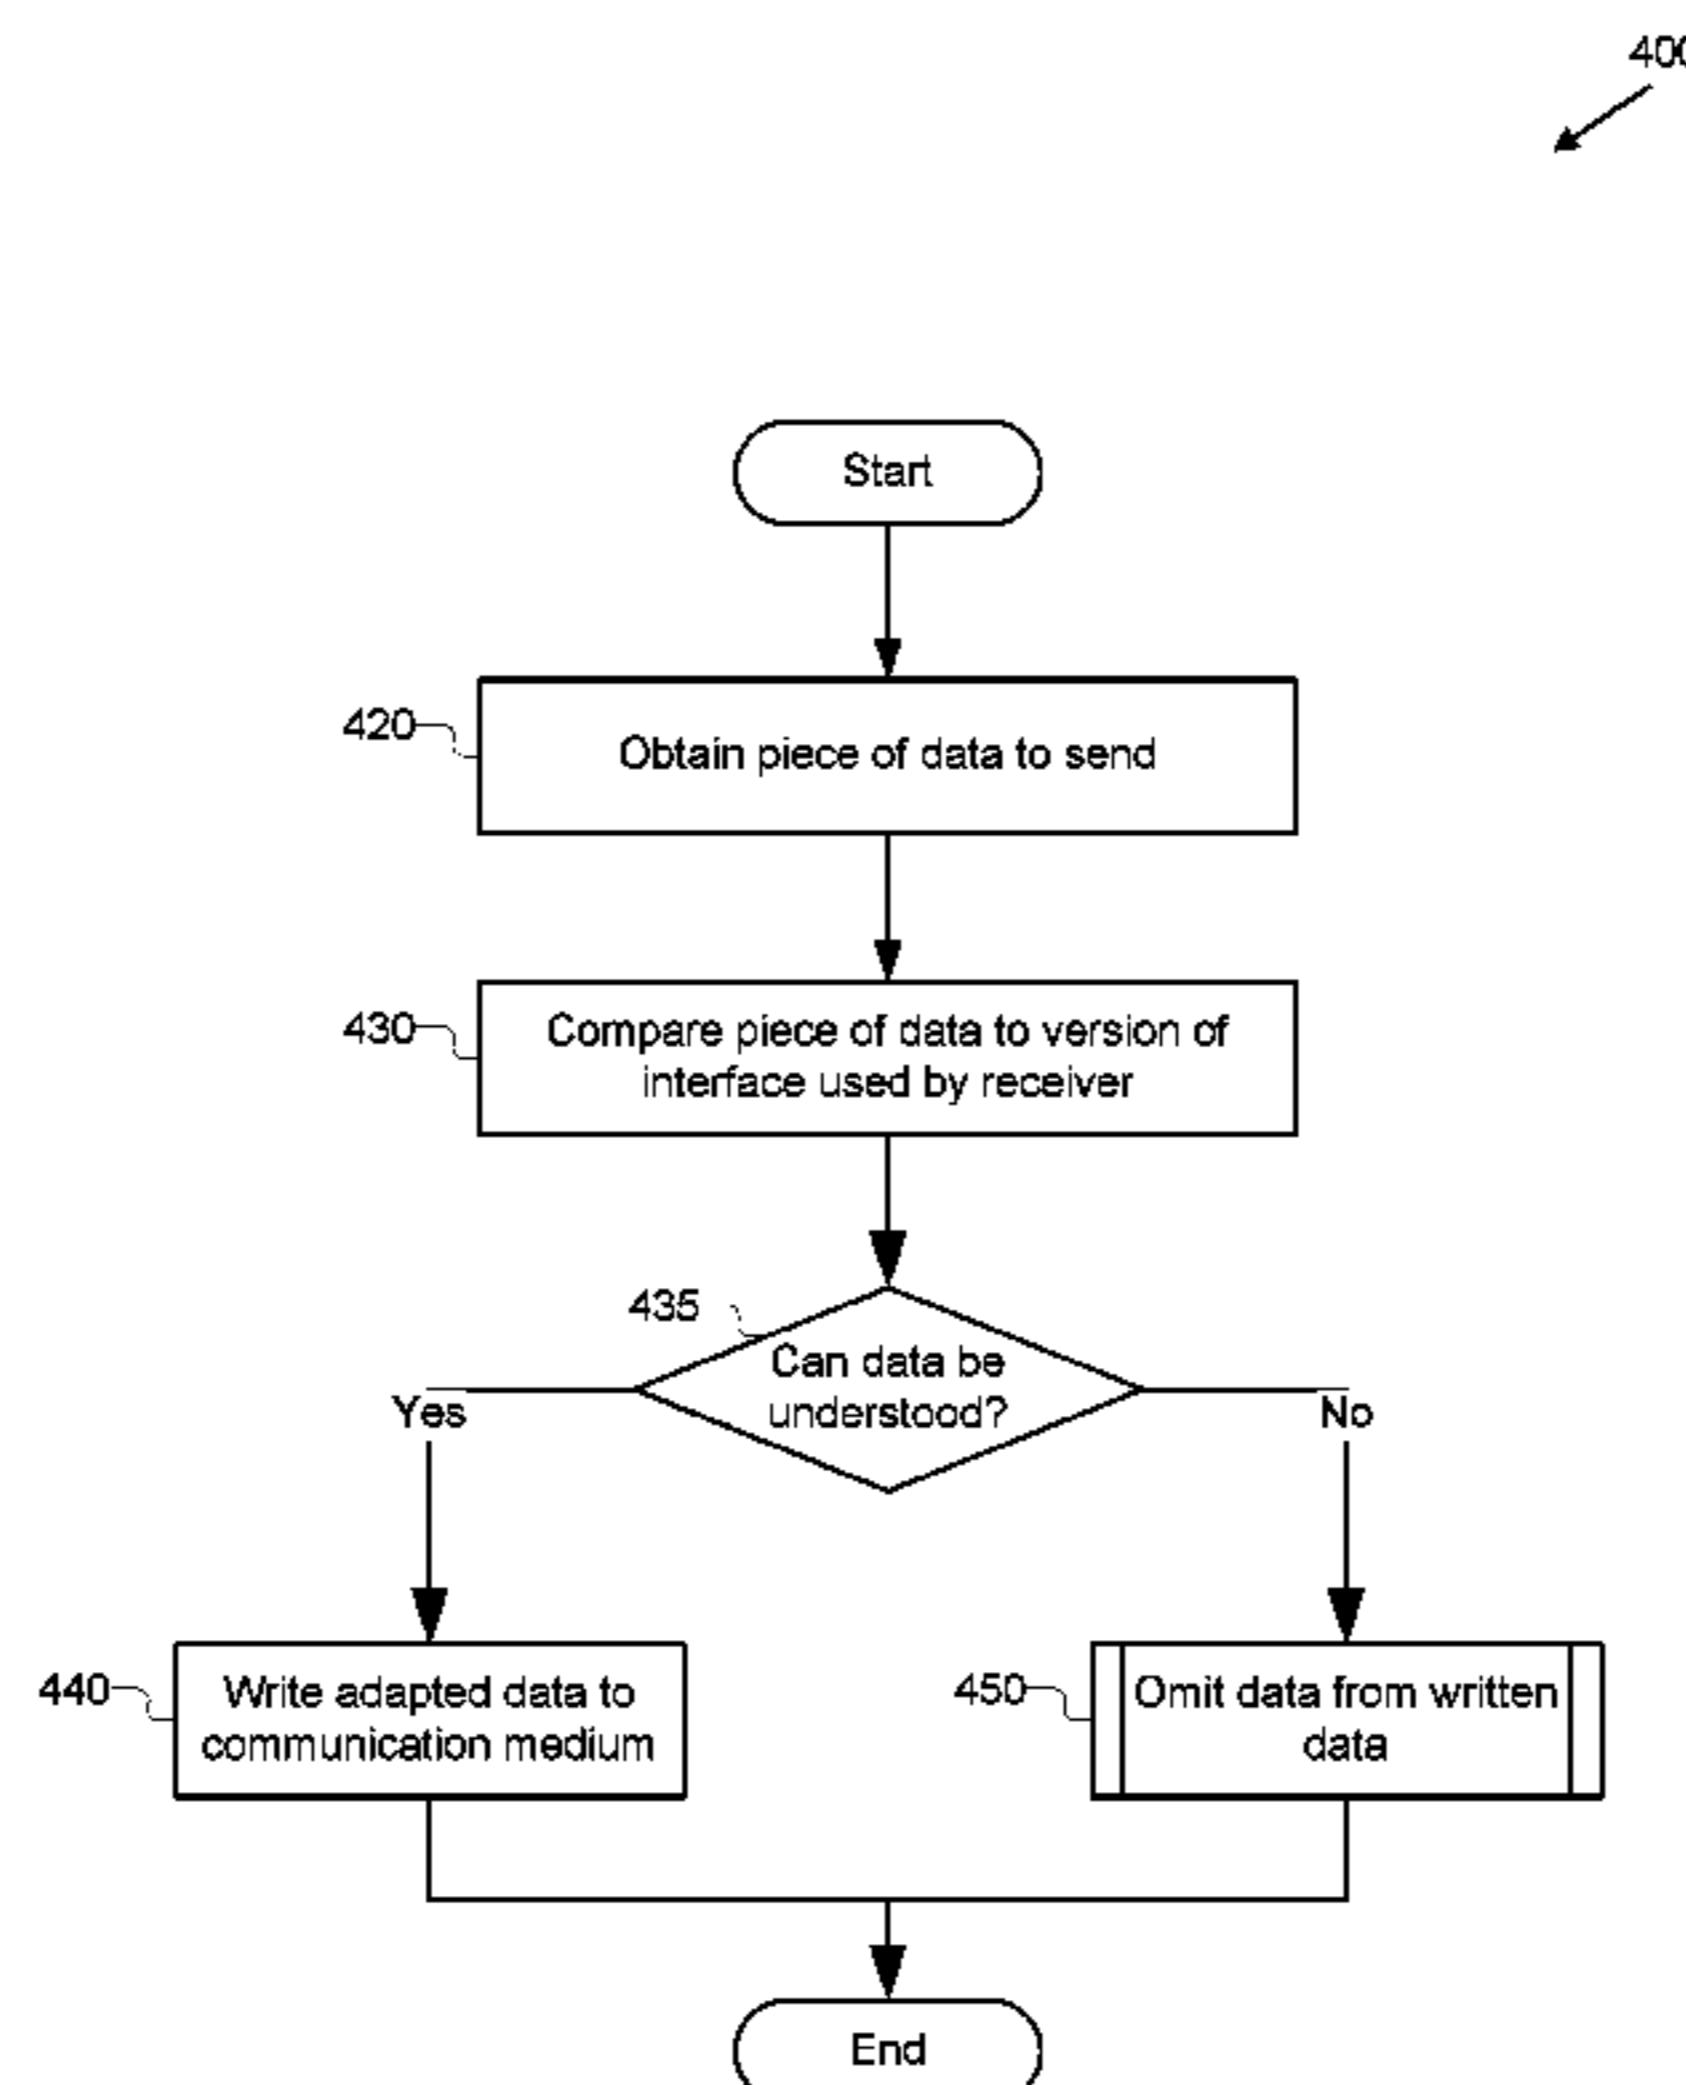 400
Start
420
Obtain piece of data to send
430
Compare piece of data to version of
interface used by receiver
435
Can data be
understood?
Yes
No
440
Write adapted data to
communication medium
450
Omit data from written
data
End